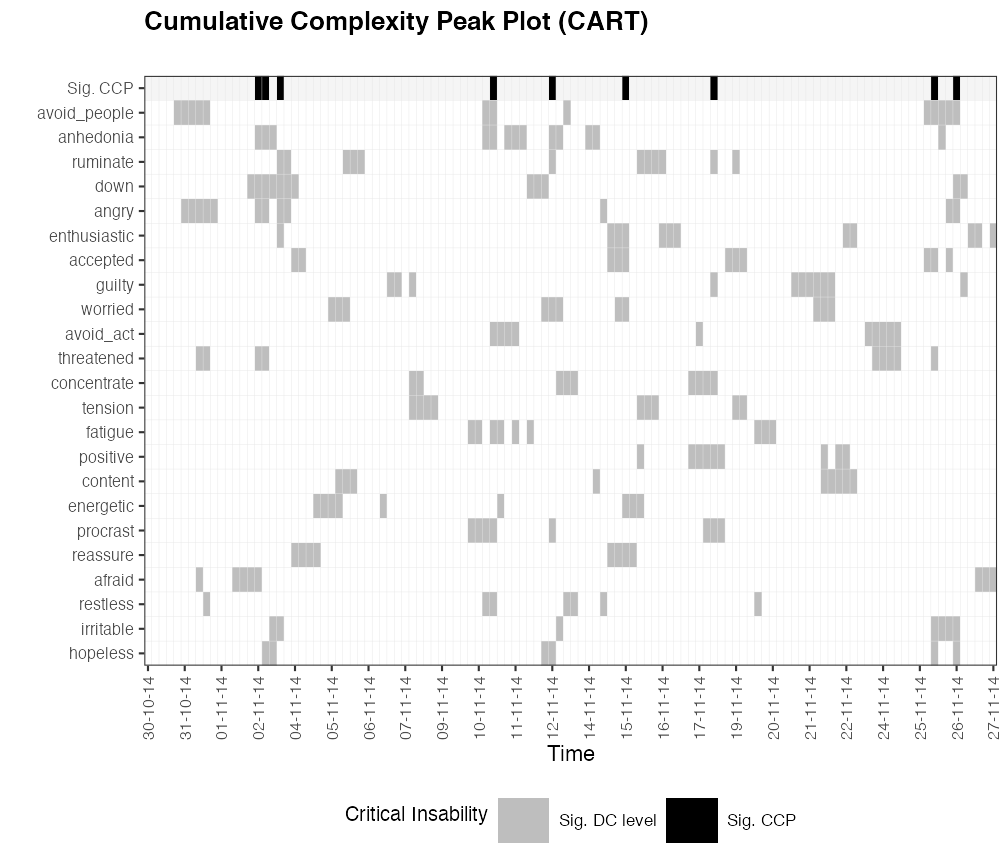 Cumulative Complexity Peak Plot (CART)
Sig. CCP
avoid_people
anhedonia
ruminate
down
angry
enthusiastic
accepted
guilty
worried
avoid_act
threatened
concentrate
tension
fatigue
positive
content
energetic
procrast
reassure
afraid
restless
irritable
hopeless
30-10-14
31-10-14
01-11-14
02-11-14
04-11-14
05-11-14
06-11-14
07-11-14
09-11-14
10-11-14
11-11-14
12-11-14
14-11-14
15-11-14
16-11-14
17-11-14
19-11-14
20-11-14
21-11-14
22-11-14
24-11-14
25-11-14
26-11-14
27-11-14
Time
Critical Insability
Sig. DC level
Sig. CCP